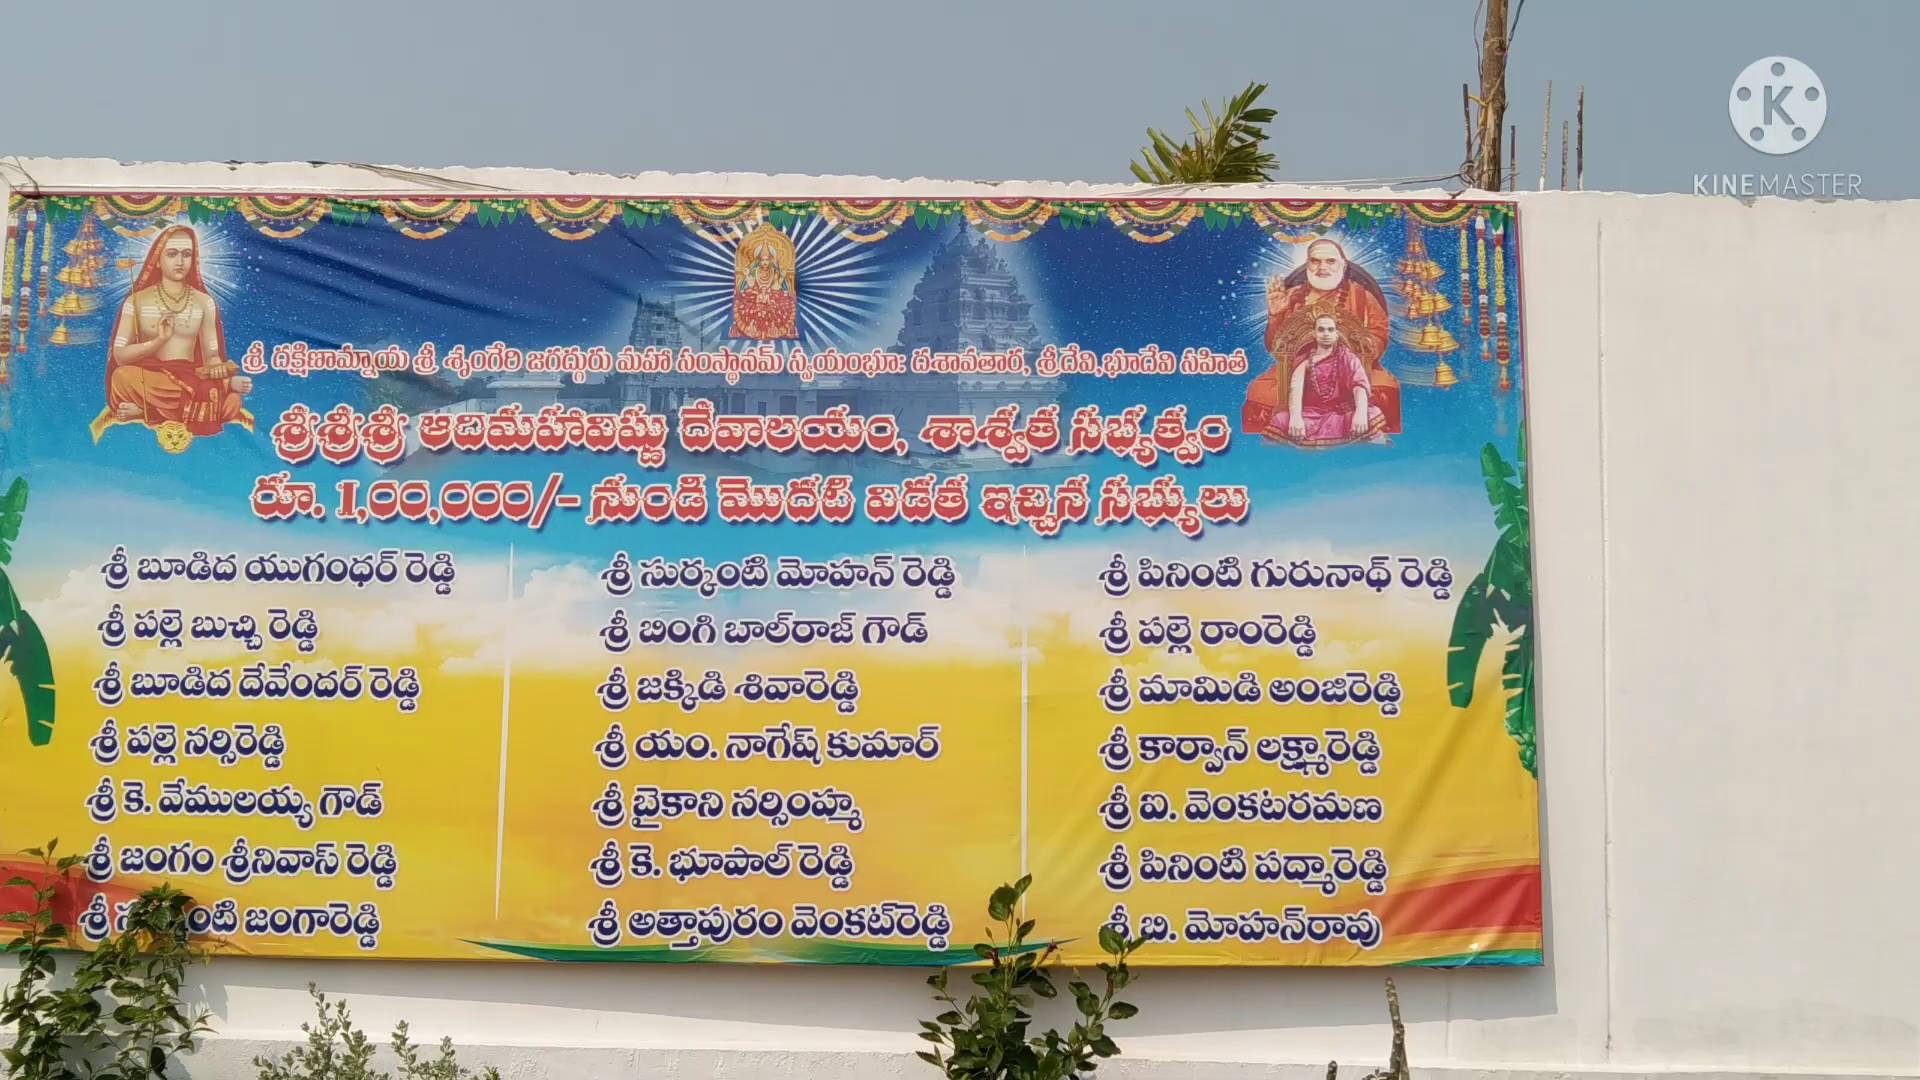 KINEMASTER
శ్రీ దక్షిణామ్నాయ శ్రీ శృంగేరి జగద్గురు మహా సంస్థానమ్ స్వయంభూః దశావతార, శ్రీదేవి,భూదేవి సహిత
శ్రీశ్రీశ్రీ ఆదిమహావిష్ణు దేవాలయం, శాశ్వత సభ్యత్వం
రూ. 1,00,000/- నుండి మొదటి విడత ఇచ్చిన సభ్యులు
శ్రీ బూడిద యుగంధర్ రెడ్డి
శ్రీ పల్లె బుచ్చి రెడ్డి
శ్రీ బూడిద దేవేందర్ రెడ్డి
శ్రీ పల్లె నర్సిరెడ్డి
శ్రీ కె. వేములయ్య గౌడ్
శ్రీ జంగం శ్రీనివాస్ రెడ్డి
శ్రీ జంగారెడ్డి
శ్రీ సుర్కంటి మోహన్ రెడ్డి
శ్రీ బింగి బాల్‌రాజ్ గౌడ్
శ్రీ జక్కిడి శివారెడ్డి
శ్రీ యం. నాగేష్ కుమార్
శ్రీ బైకాని నర్సింహ్మ
శ్రీ కె. భూపాల్ రెడ్డి
శ్రీ అత్తాపురం వెంకట్‌రెడ్డి
శ్రీ పినింటి గురునాథ్ రెడ్డి
శ్రీ పల్లె రాంరెడ్డి
శ్రీ మామిడి అంజిరెడ్డి
శ్రీ కార్వాన్ లక్ష్మారెడ్డి
శ్రీ ఐ. వెంకటరమణ
శ్రీ పినింటి పద్మారెడ్డి
శ్రీ బి. మోహన్‌రావు